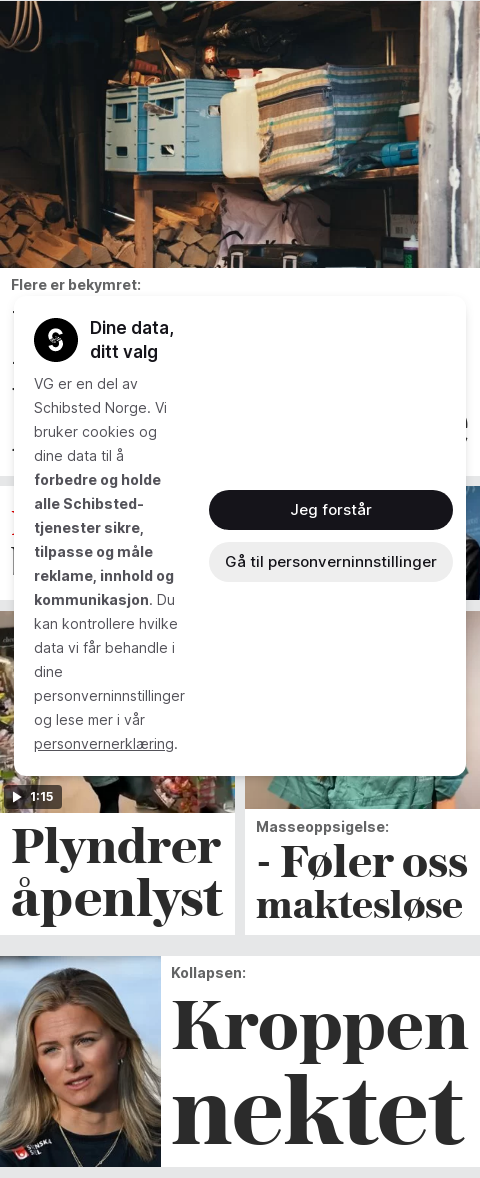 Flere er bekymret:
Dine data,
ditt valg
VG er en del av
Schibsted Norge. Vi
bruker cookies og
dine data til å
forbedre og holde
alle Schibsted-
tjenester sikre,
tilpasse og måle
reklame, innhold og
kommunikasjon. Du
kan kontrollere hvilke
data vi får behandle i
dine
personverninnstillinger
og lese mer i vår
personvernerklæring.
Jeg forstår
Gå til personverninnstillinger
1:15
Plyndrer
åpenlyst
Masseoppsigelse:
- Føler oss
maktesløse
Kollapsen:
Kroppen
nektet